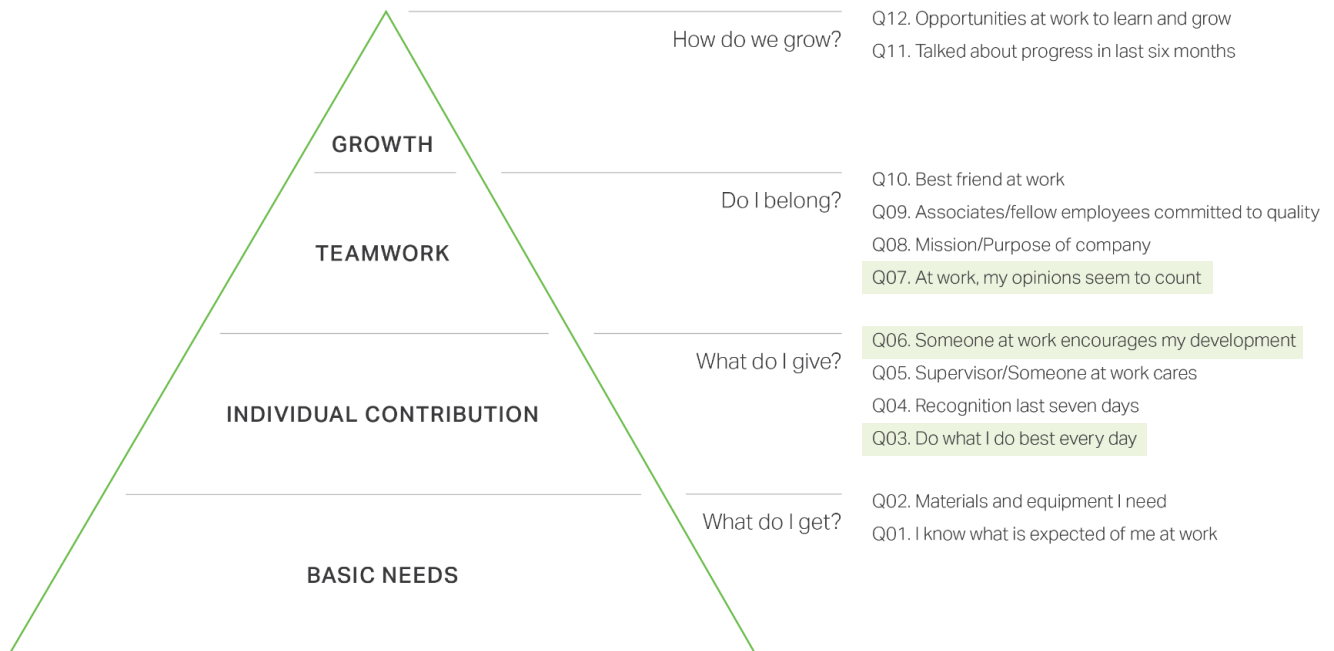 How do we grow?
Q12. Opportunities at work to learn and grow
Q11. Talked about progress in last six months
GROWTH
Do I belong?
Q10. Best friend at work
Q09. Associates/fellow employees committed to quality
Q08. Mission/Purpose of company
Q07. At work, my opinions seem to count
TEAMWORK
What do I give?
Q06. Someone at work encourages my development
Q05. Supervisor/Someone at work cares
Q04. Recognition last seven days
Q03. Do what I do best every day
INDIVIDUAL CONTRIBUTION
What do I get?
Q02. Materials and equipment I need
Q01. I know what is expected of me at work
BASIC NEEDS